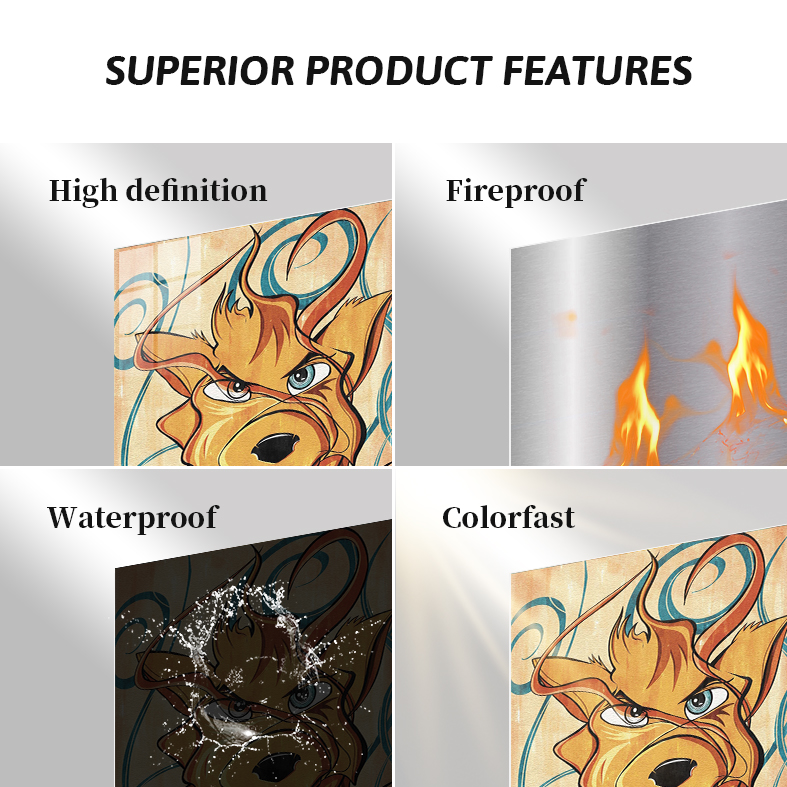 SUPERIOR PRODUCT FEATURES
High definition
Fireproof
Waterproof
Colorfast